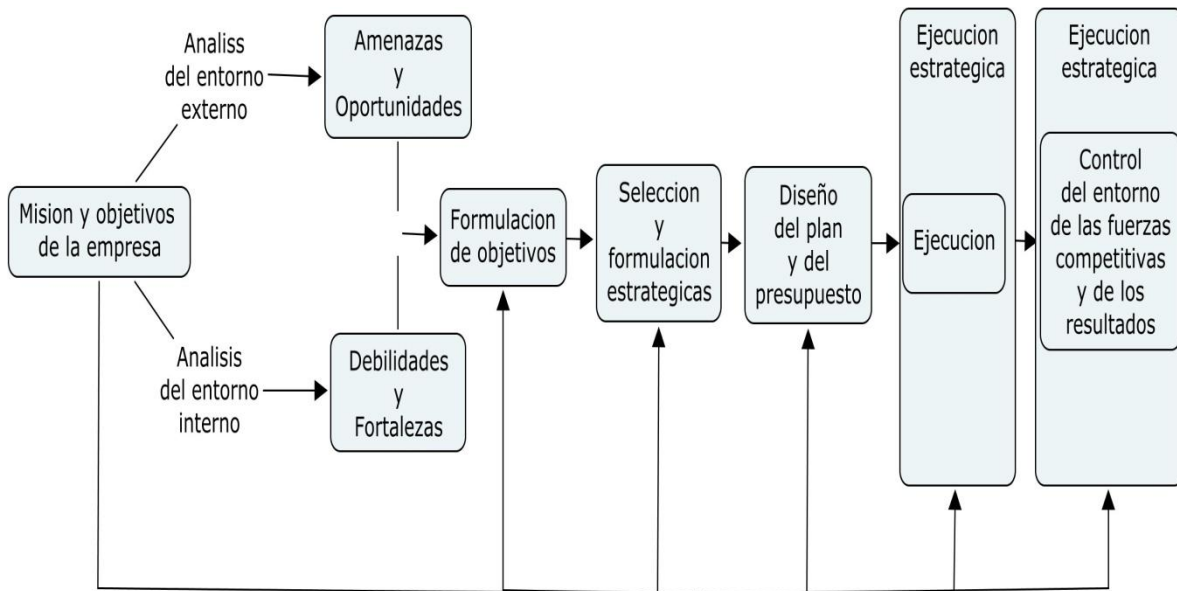 Mision y objetivos
de la empresa
Analiss
del entorno
externo
Amenazas
y
Oportunidades
Analisis
del entorno
interno
Debilidades
y
Fortalezas
Formulacion
de objetivos
Seleccion
y
formulacion
estrategicas
Diseño
del plan
y del
presupuesto
Ejecucion
estrategica
Ejecucion
Ejecucion
estrategica
Control
del entorno
de las fuerzas
competitivas
y de los
resultados